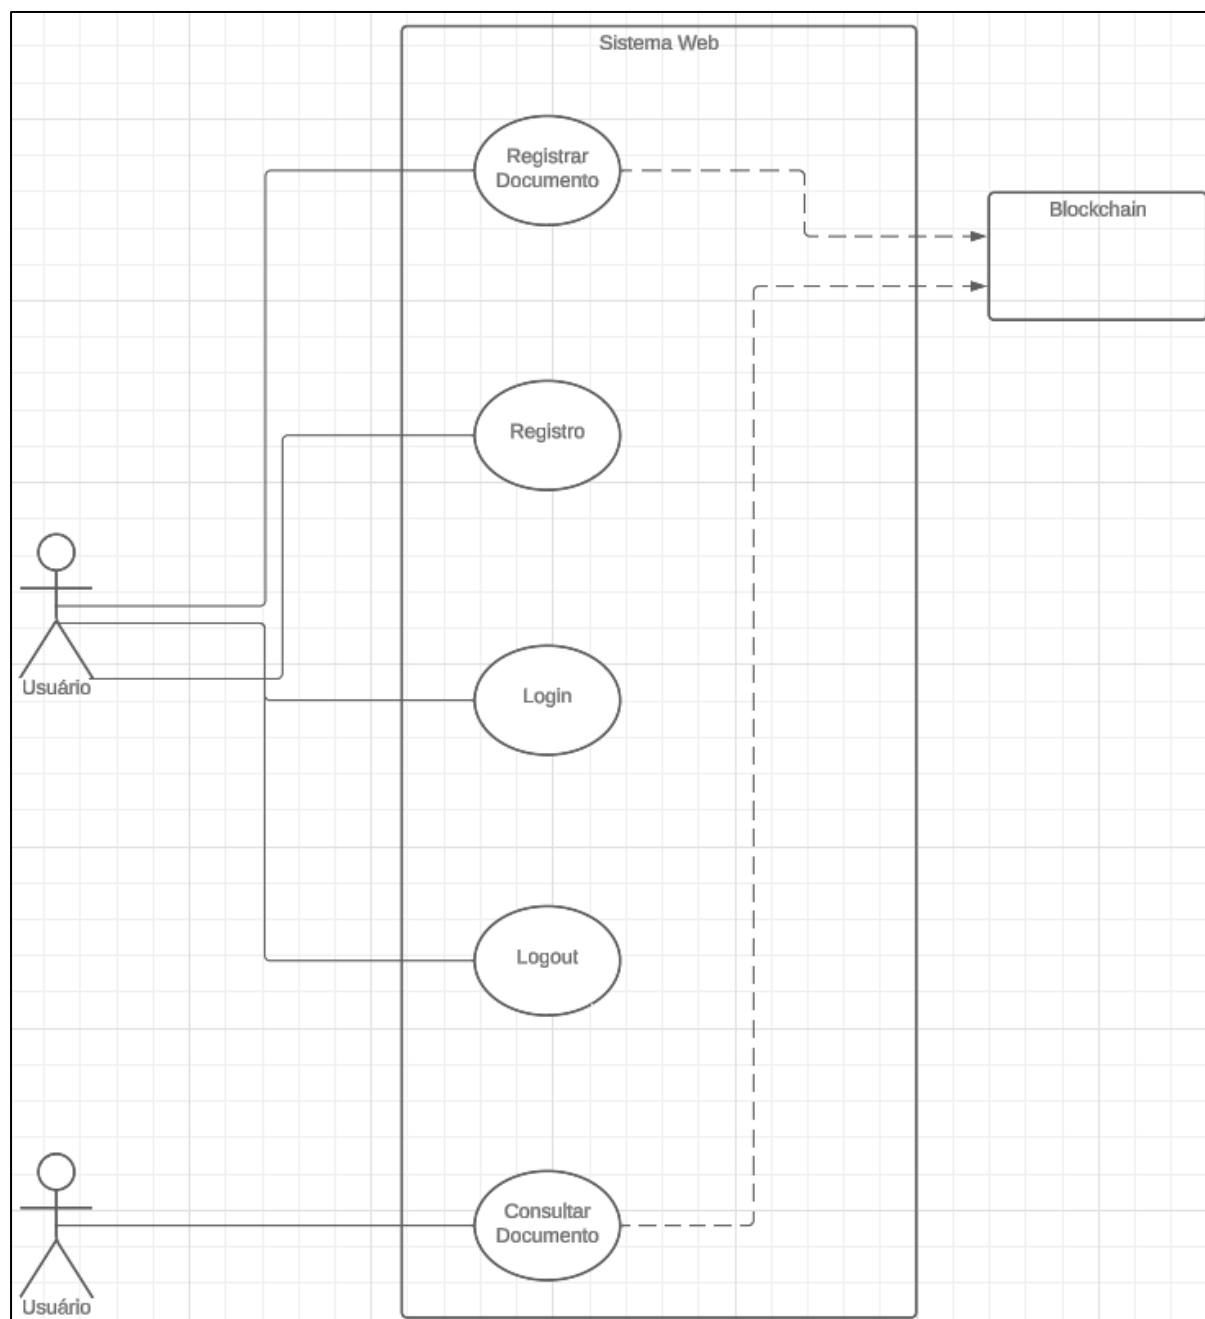 Sistema Web
Registrar
Documento
Blockchain
Registro
Usuário
Login
Logout
Consultar
Documento
Usuário